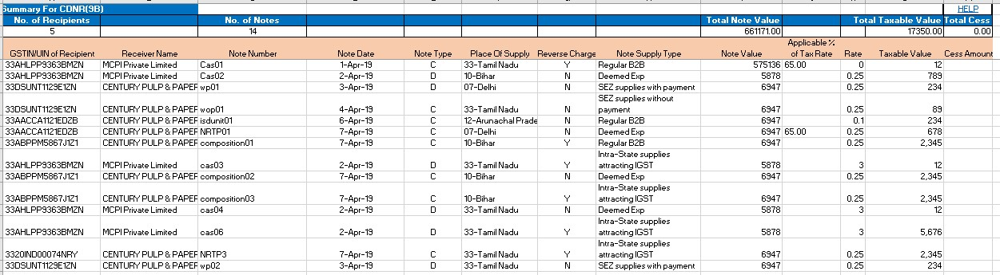 Summary For CDNR(9B) HELP
No. of Recipients No. of Notes Total Note Value Total Taxable Value Total Cess
5 14 661171.00 17350.00 0.00
GSTIN/UIN of Recipient Receiver Name Note Number Note Date Note Type Place Of Supply Reverse Charge Note Supply Type Note Value Applicable % of Tax Rate Rate Taxable Value Cess Amount
33AHLPP9363BMZN MCPI Private Limited Cas01 1-Apr-19 C 33-Tamil Nadu Y Regular B2B 575136 65.00 0 12
33AHLPP9363BMZN MCPI Private Limited Cas02 2-Apr-19 D 10-Bihar N Deemed Exp 5878 0.25 789
33DSUNT1129E1ZN CENTURY PULP & PAPER wp01 3-Apr-19 D 07-Delhi N SEZ supplies with payment 6947 0.25 234
33DSUNT1129E1ZN CENTURY PULP & PAPER wop01 4-Apr-19 C 33-Tamil Nadu N SEZ supplies without payment 6947 0.25 89
33AACCA1121EDZB CENTURY PULP & PAPER isdunit01 6-Apr-19 C 12-Arunachal Prade N Regular B2B 6947 0.1 234
33AACCA1121EDZB CENTURY PULP & PAPER NRTP01 7-Apr-19 C 07-Delhi N Deemed Exp 6947 65.00 0.25 678
33ABPPM5867J1Z1 CENTURY PULP & PAPER composition01 7-Apr-19 C 10-Bihar Y Regular B2B 6947 0.25 2,345
33AHLPP9363BMZN MCPI Private Limited cas03 2-Apr-19 D 33-Tamil Nadu Y Intra-State supplies attracting IGST 5878 3 12
33ABPPM5867J1Z1 CENTURY PULP & PAPER composition02 7-Apr-19 C 10-Bihar N Deemed Exp 6947 0.25 2,345
33ABPPM5867J1Z1 CENTURY PULP & PAPER composition03 7-Apr-19 C 10-Bihar Y Intra-State supplies attracting IGST 6947 0.25 2,345
33AHLPP9363BMZN MCPI Private Limited cas04 2-Apr-19 D 33-Tamil Nadu N Deemed Exp 5878 3 12
33AHLPP9363BMZN MCPI Private Limited cas06 2-Apr-19 D 33-Tamil Nadu Y Intra-State supplies attracting IGST 5878 3 5,676
3320IND00074NRY CENTURY PULP & PAPER NRTP3 7-Apr-19 C 33-Tamil Nadu Y Intra-State supplies attracting IGST 6947 0.25 2,345
33DSUNT1129E1ZN CENTURY PULP & PAPER wp02 3-Apr-19 D 33-Tamil Nadu N SEZ supplies with payment 6947 0.25 234